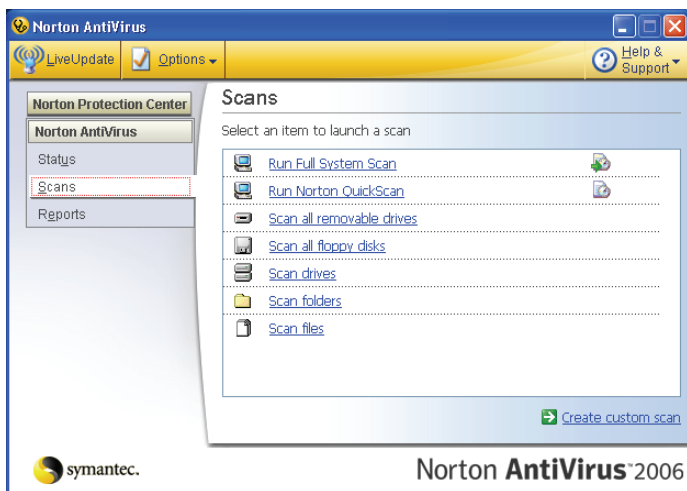 Norton AntiVirus
LiveUpdate Options Help & Support
Norton Protection Center
Norton AntiVirus
Status
Scans
Reports
Scans
Select an item to launch a scan
Run Full System Scan
Run Norton QuickScan
Scan all removable drives
Scan all floppy disks
Scan drives
Scan folders
Scan files
Create custom scan
symantec.
Norton AntiVirus™2006